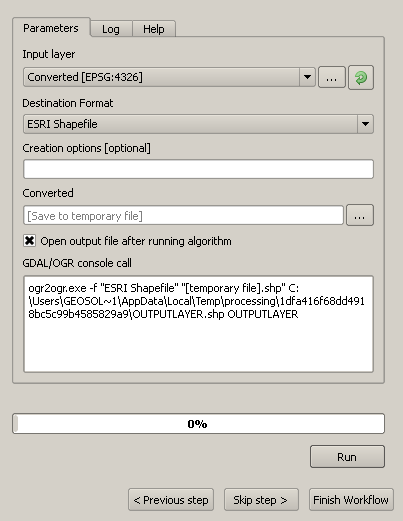 Parameters Log Help
Input layer
Converted [EPSG:4326] ...
Destination Format
ESRI Shapefile
Creation options [optional]
Converted
[Save to temporary file] ...
Open output file after running algorithm
GDAL/OGR console call
ogr2ogr.exe -f "ESRI Shapefile" "[temporary file].shp" C:
\Users\GEOSOL~1\AppData\Local\Temp\processing\1dfa416f68dd491
8bc5c99b4585829a9\OUTPUTLAYER.shp OUTPUTLAYER
0%
Run
< Previous step Skip step > Finish Workflow